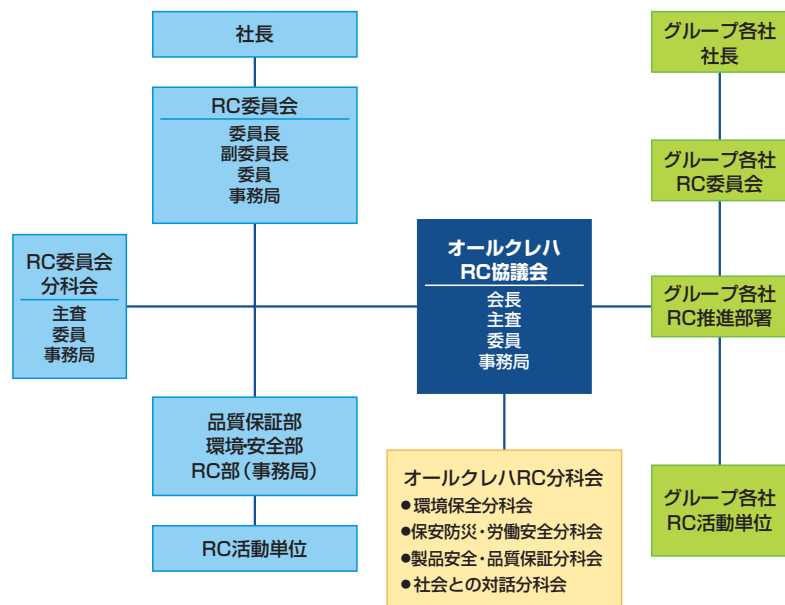 社長
RC委員会
委員長
副委員長
委員
事務局
RC委員会
分科会
主査
委員
事務局
品質保証部
環境・安全部
RC部（事務局）
RC活動単位
オールクレハ
RC協議会
会長
主査
委員
事務局
オールクレハRC分科会
●環境保全分科会
●保安防災・労働安全分科会
●製品安全・品質保証分科会
●社会との対話分科会
グループ各社
社長
グループ各社
RC委員会
グループ各社
RC推進部署
グループ各社
RC活動単位